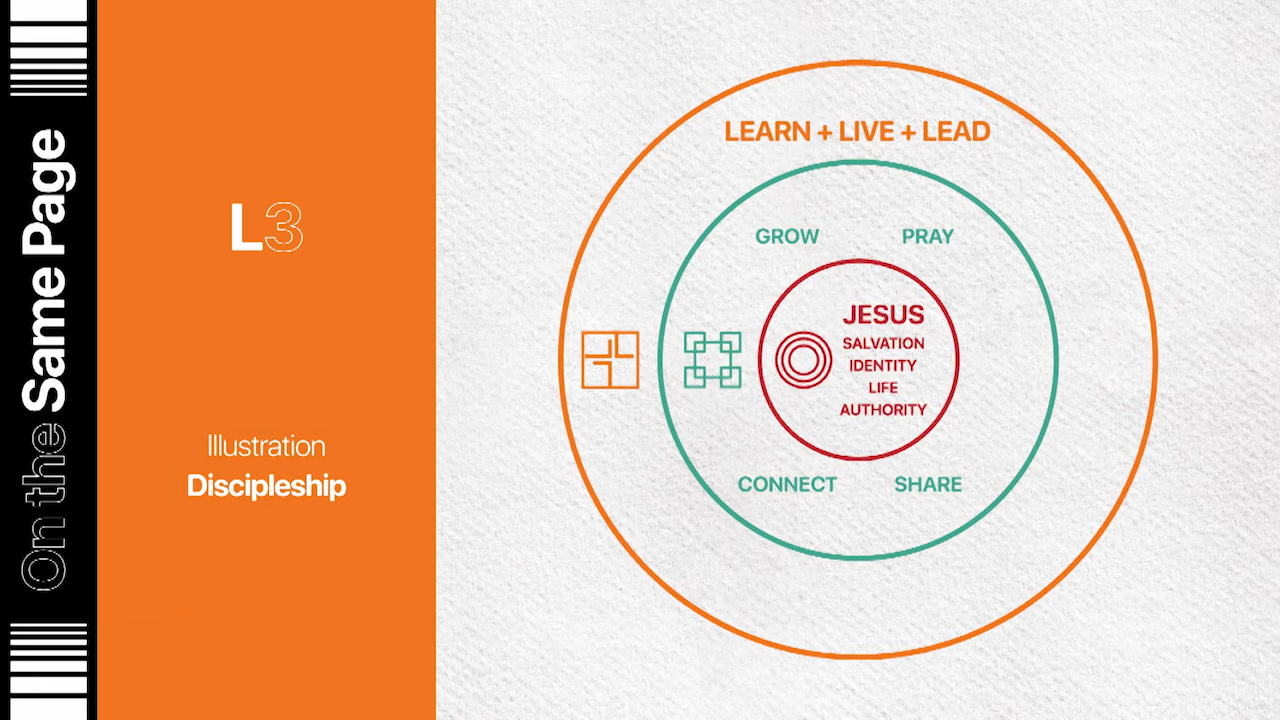 On the Same Page
L3
Illustration
Discipleship
LEARN + LIVE + LEAD
GROW PRAY
JESUS
SALVATION
IDENTITY
LIFE
AUTHORITY
CONNECT SHARE